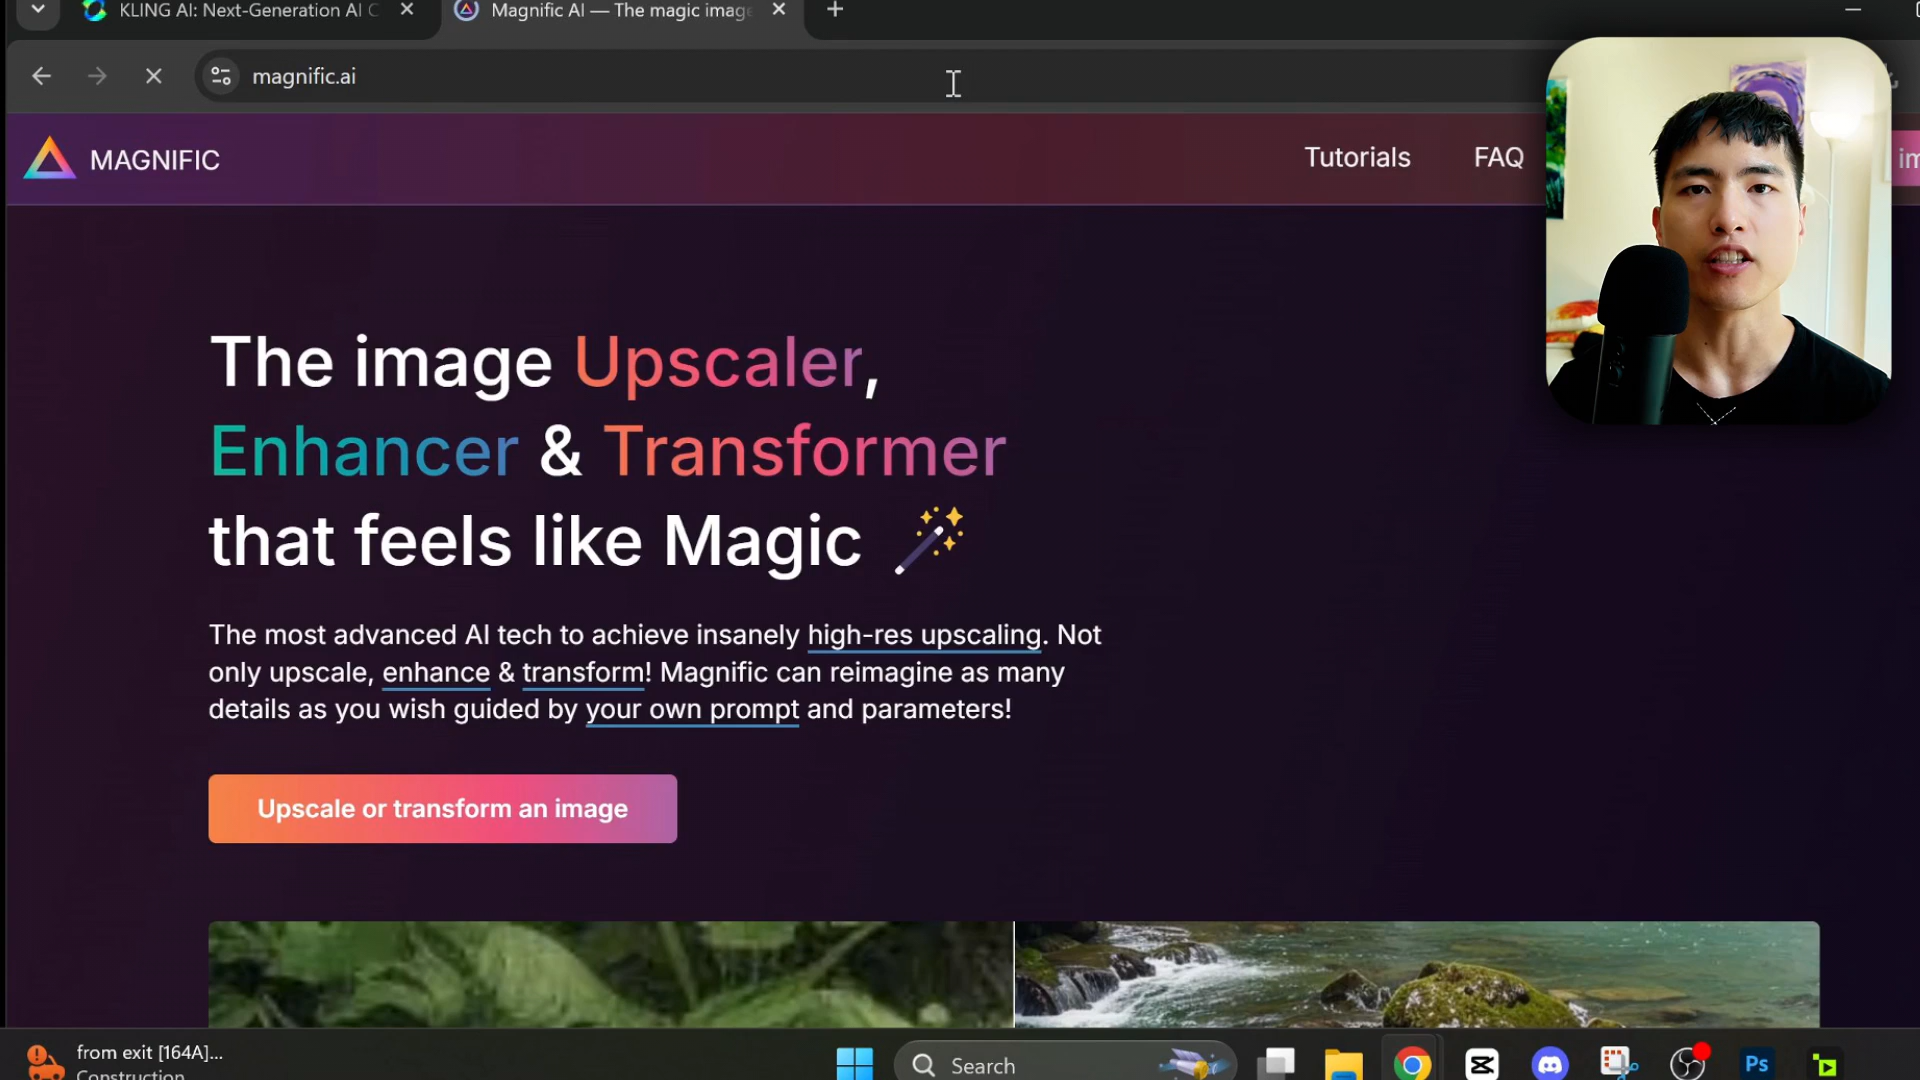 KLING AI: Next-Generation AI C
Magnific AI — The magic image
magnific.ai
MAGNIFIC
Tutorials
FAQ
im
The image Upscaler,
Enhancer & Transformer
that feels like Magic
The most advanced AI tech to achieve insanely high-res upscaling. Not
only upscale, enhance & transform! Magnific can reimagine as many
details as you wish guided by your own prompt and parameters!
Upscale or transform an image
from exit [164A]...
Construction
Search
Ps